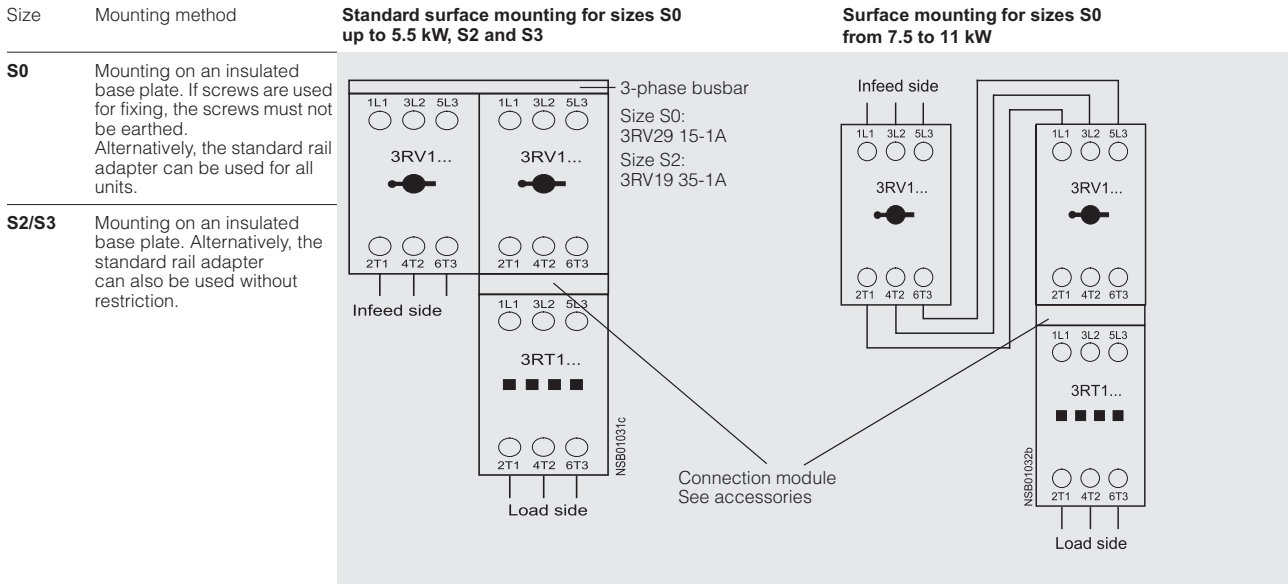 Size Mounting method
Standard surface mounting for sizes S0
up to 5.5 kW, S2 and S3
Surface mounting for sizes S0
from 7.5 to 11 kW
S0
Mounting on an insulated
base plate. If screws are used
for fixing, the screws must not
be earthed.
Alternatively, the standard rail
adapter can be used for all
units.
S2/S3
Mounting on an insulated
base plate. Alternatively, the
standard rail adapter
can also be used without
restriction.
1L1 3L2 5L3
3RV1...
2T1 4T2 6T3
Infeed side
1L1 3L2 5L3
3RV1...
2T1 4T2 6T3
1L1 3L2 5L3
3RT1...
2T1 4T2 6T3
Load side
NSB01031c
3-phase busbar
Size S0:
3RV29 15-1A
Size S2:
3RV19 35-1A
Connection module
See accessories
Infeed side
1L1 3L2 5L3
3RV1...
2T1 4T2 6T3
1L1 3L2 5L3
3RV1...
2T1 4T2 6T3
1L1 3L2 5L3
3RT1...
2T1 4T2 6T3
Load side
NSB01032b